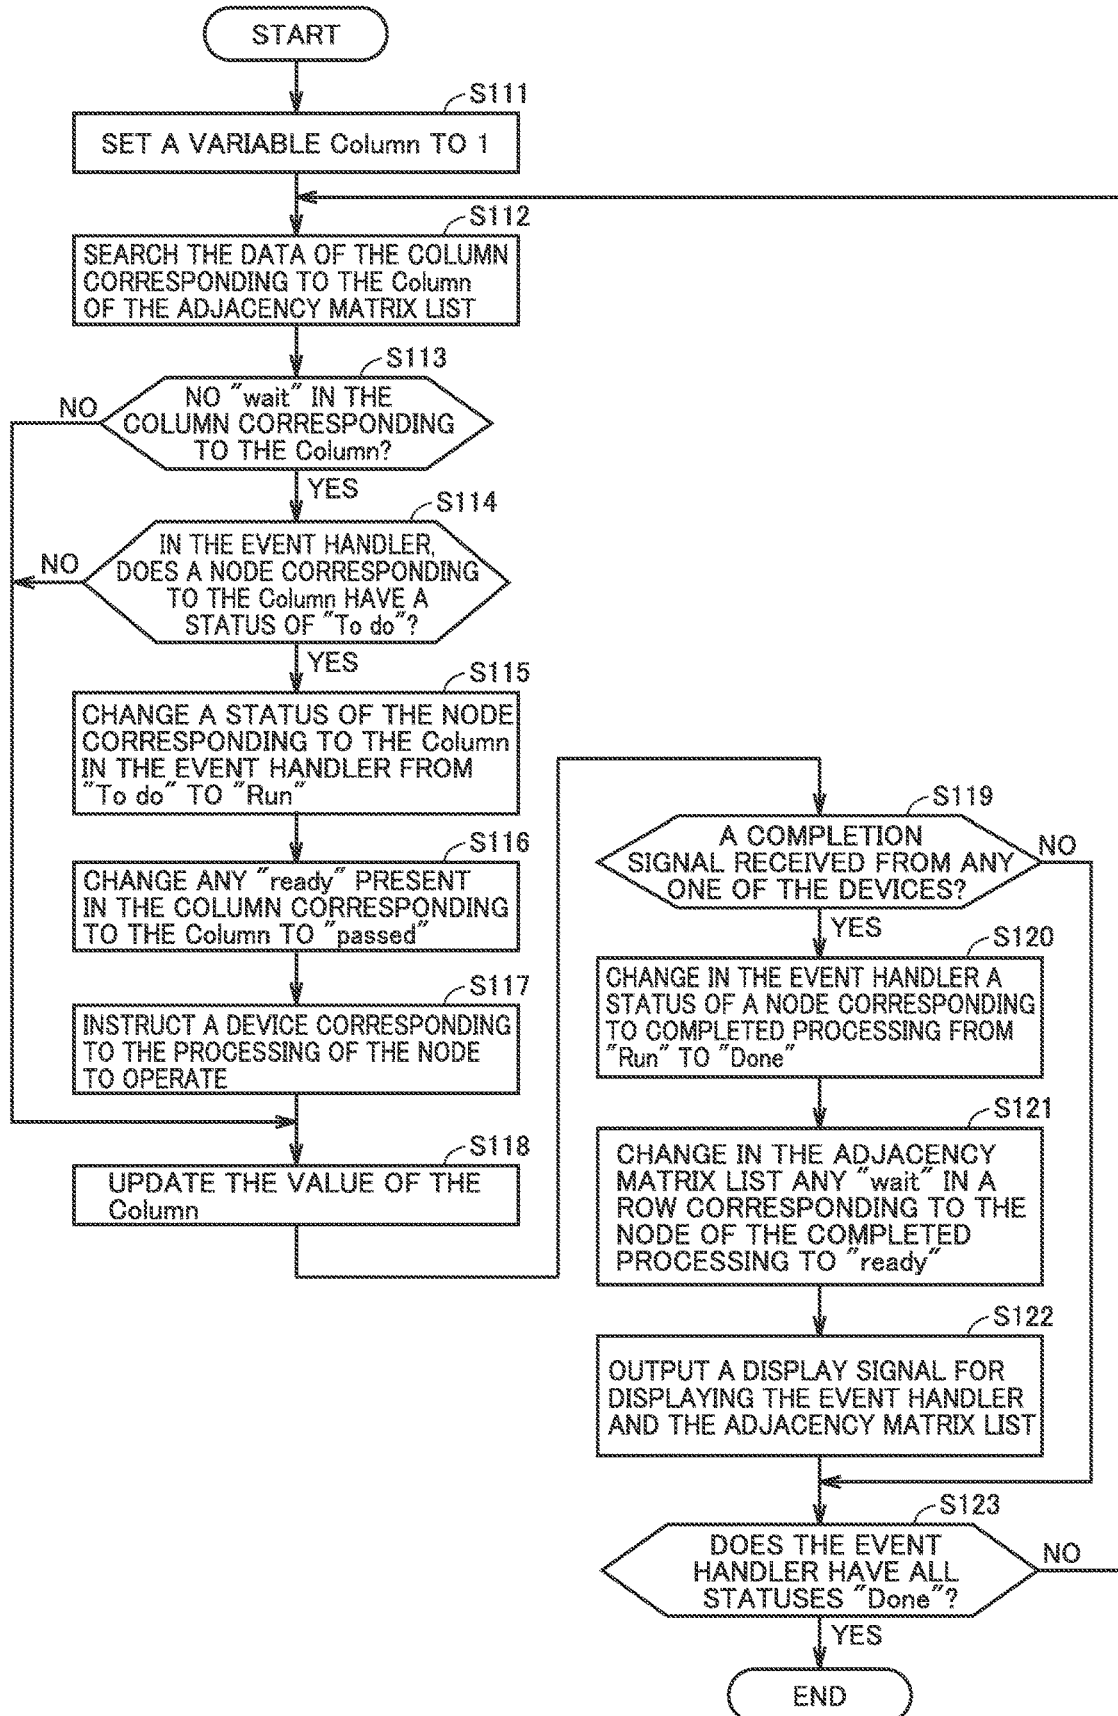 START
S111
SET A VARIABLE Column TO 1
S112
SEARCH THE DATA OF THE COLUMN
CORRESPONDING TO THE Column
OF THE ADJACENCY MATRIX LIST
S113
NO "wait" IN THE
COLUMN CORRESPONDING
TO THE Column?
NO
YES
S114
IN THE EVENT HANDLER,
DOES A NODE CORRESPONDING
TO THE Column HAVE A
STATUS OF "To do"?
NO
YES
S115
CHANGE A STATUS OF THE NODE
CORRESPONDING TO THE Column
IN THE EVENT HANDLER FROM
"To do" TO "Run"
S116
CHANGE ANY "ready" PRESENT
IN THE COLUMN CORRESPONDING
TO THE Column TO "passed"
S117
INSTRUCT A DEVICE CORRESPONDING
TO THE PROCESSING OF THE NODE
TO OPERATE
S118
UPDATE THE VALUE OF THE
Column
S119
A COMPLETION
SIGNAL RECEIVED FROM ANY
ONE OF THE DEVICES?
NO
YES
S120
CHANGE IN THE EVENT HANDLER A
STATUS OF A NODE CORRESPONDING
TO COMPLETED PROCESSING FROM
"Run" TO "Done"
S121
CHANGE IN THE ADJACENCY
MATRIX LIST ANY "wait" IN A
ROW CORRESPONDING TO THE
NODE OF THE COMPLETED
PROCESSING TO "ready"
S122
OUTPUT A DISPLAY SIGNAL FOR
DISPLAYING THE EVENT HANDLER
AND THE ADJACENCY MATRIX LIST
S123
DOES THE EVENT
HANDLER HAVE ALL
STATUSES "Done"?
NO
YES
END